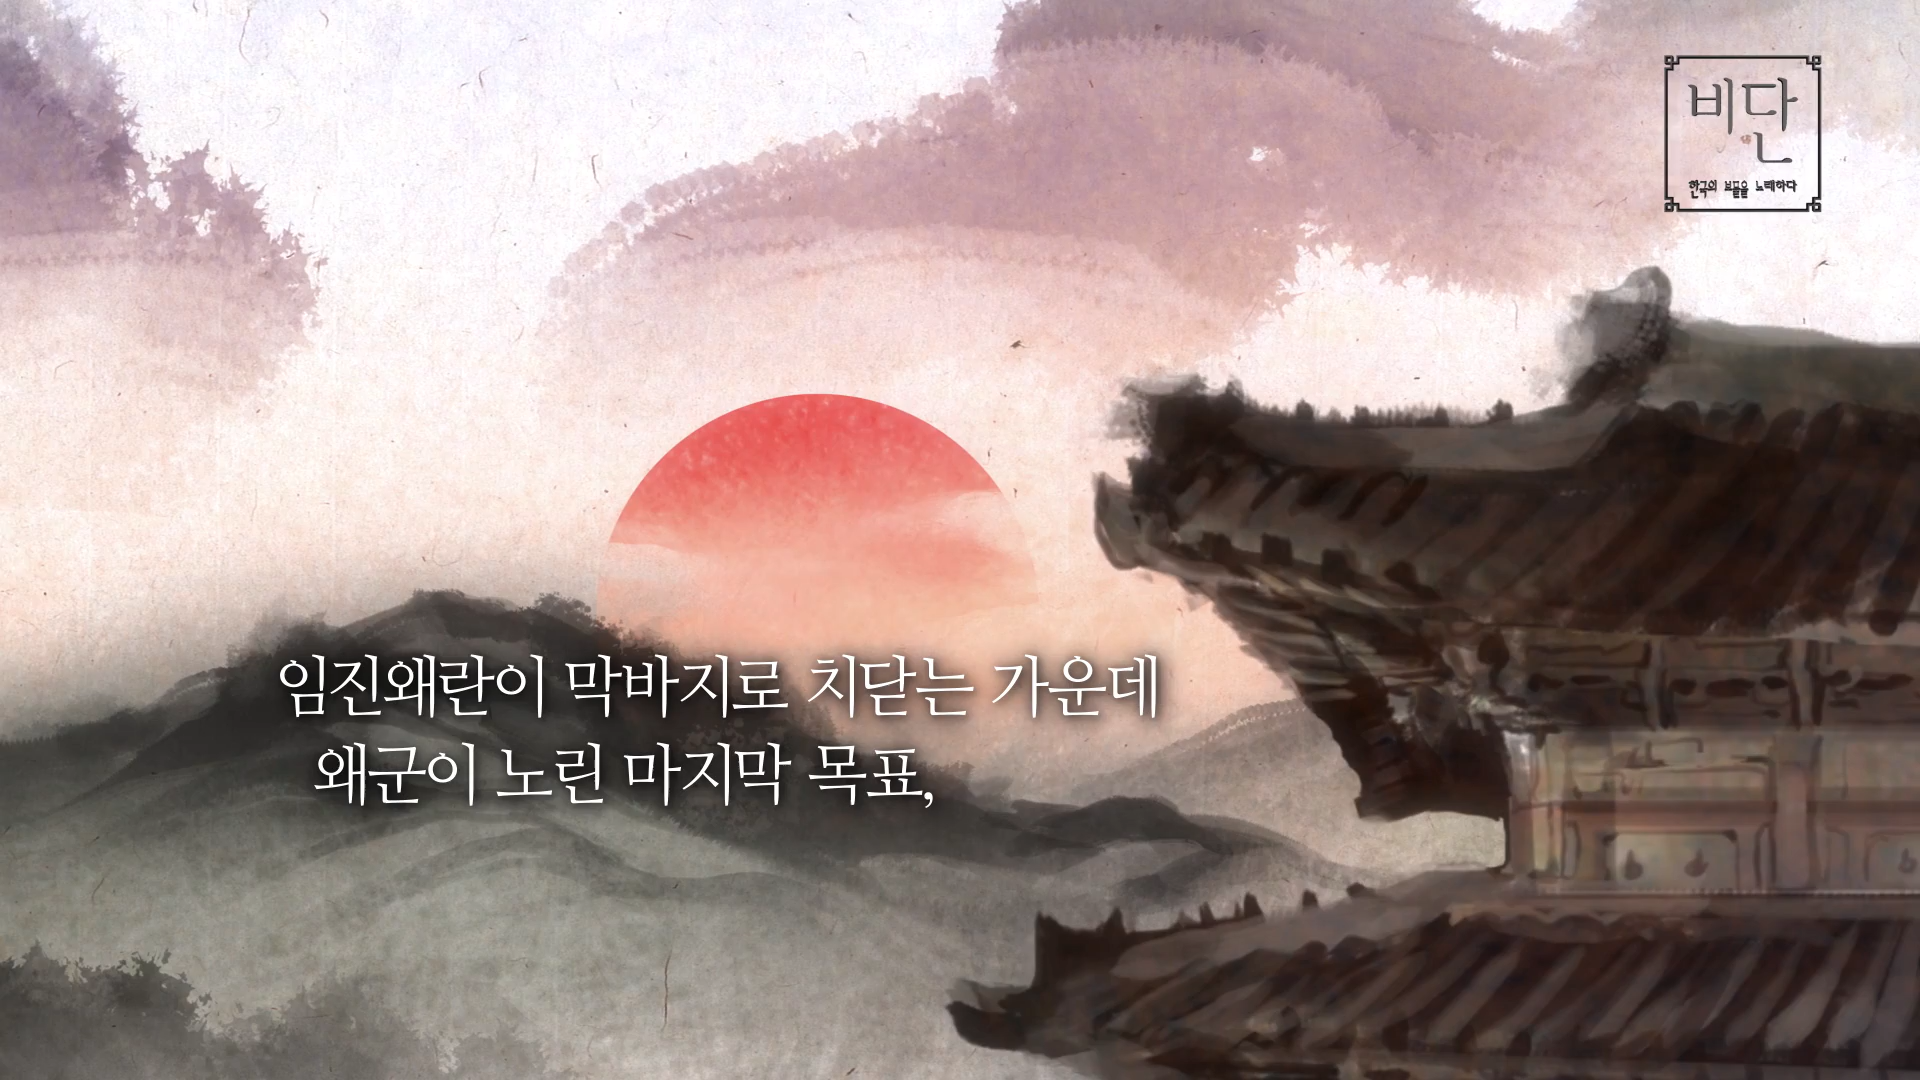 비단
한국의 보물을 노래하다
임진왜란이 막바지로 치닫는 가운데
왜군이 노린 마지막 목표,